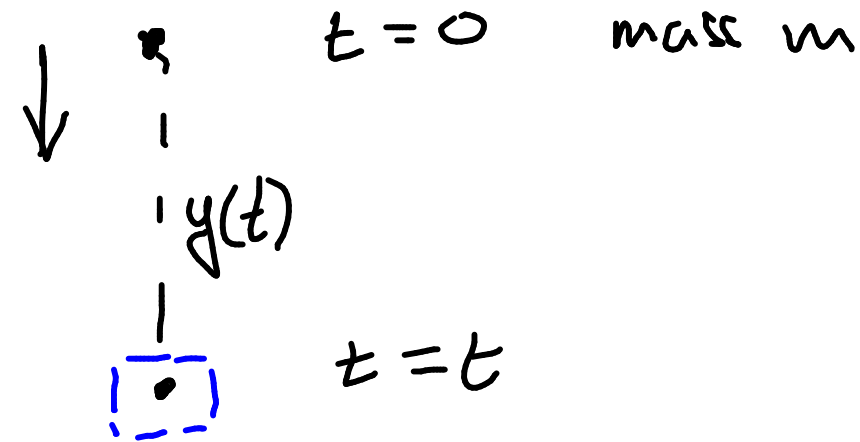 t = 0 mass m
y(t)
t = t